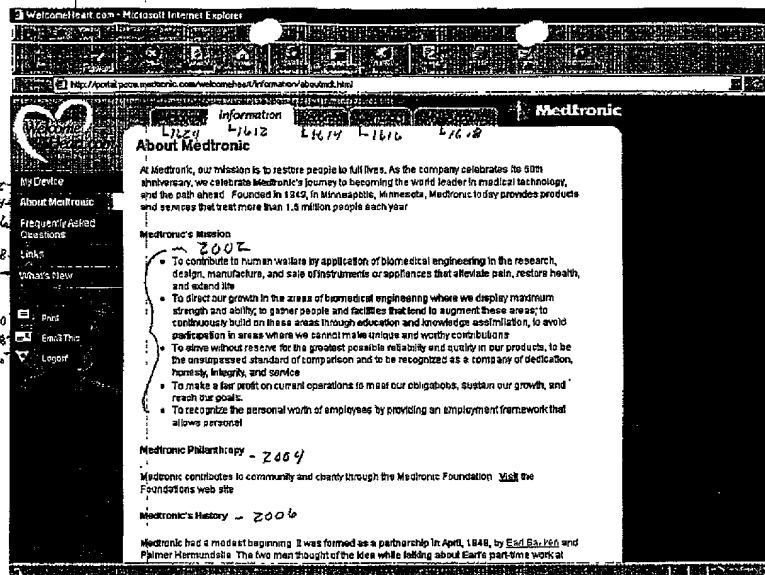 WelcomeHeart.com - Microsoft Internet Explorer
http://portal.pace.medtronic.com/welcomeheart/information/aboutmdt.html
Welcome
Heart.com
information
Medtronic
1624 1612 1614 1616 1618
About Medtronic
At Medtronic, our mission is to restore people to full lives. As the company celebrates its 50th
anniversary, we celebrate Medtronic's journey to becoming the world leader in medical technology,
and the path ahead. Founded in 1949, in Minneapolis, Minnesota, Medtronic today provides products
and services that treat more than 1.5 million people each year
My Device
About Medtronic
Frequently Asked
Questions
Links
What's New
Print
Email This
Logoff
Medtronic's Mission
2002
• To contribute to human welfare by application of biomedical engineering in the research,
design, manufacture, and sale of instruments or appliances that alleviate pain, restore health,
and extend life
• To direct our growth in the areas of biomedical engineering where we display maximum
strength and ability; to gather people and facilities that tend to augment these areas; to
continuously build on these areas through education and knowledge assimilation, to avoid
participation in areas where we cannot make unique and worthy contributions
• To strive without reserve for the greatest possible reliability and quality in our products, to be
the unsurpassed standard of comparison and to be recognized as a company of dedication,
honesty, integrity, and service
• To make a fair profit on current operations to meet our obligations, sustain our growth, and
reach our goals.
• To recognize the personal worth of employees by providing an employment framework that
allows personal
Medtronic Philanthropy - 2004
Medtronic contributes to community and charity through the Medtronic Foundation Visit the
Foundations web site
Medtronic's History - 2006
Medtronic had a modest beginning It was formed as a partnership in April, 1949, by Earl Bakken and
Palmer Hermundslie. The two men thought of the idea while talking about Earl's part-time work at